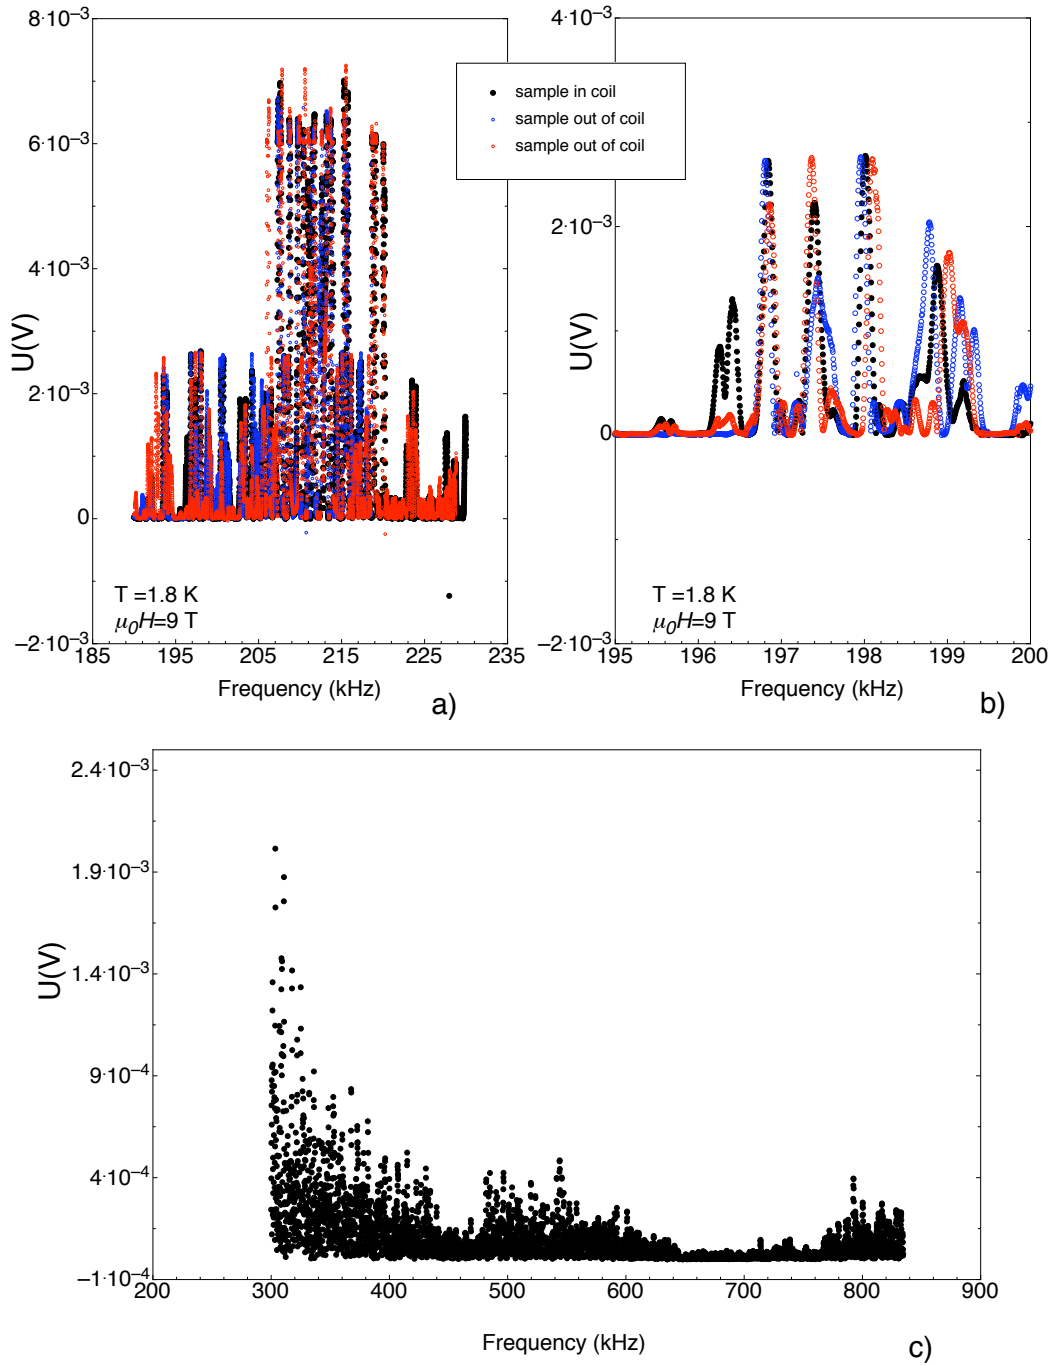 8·10⁻³
6·10⁻³
4·10⁻³
2·10⁻³
0
−2·10⁻³
U(V)
185 195 205 215 225 235
Frequency (kHz)
T =1.8 K
μ₀H=9 T
a)
sample in coil
sample out of coil
sample out of coil
4·10⁻³
2·10⁻³
0
−2·10⁻³
U(V)
195 196 197 198 199 200
Frequency (kHz)
T =1.8 K
μ₀H=9 T
b)
2.4·10⁻³
1.9·10⁻³
1.4·10⁻³
9·10⁻⁴
4·10⁻⁴
−1·10⁻⁴
U(V)
200 300 400 500 600 700 800 900
Frequency (kHz)
c)